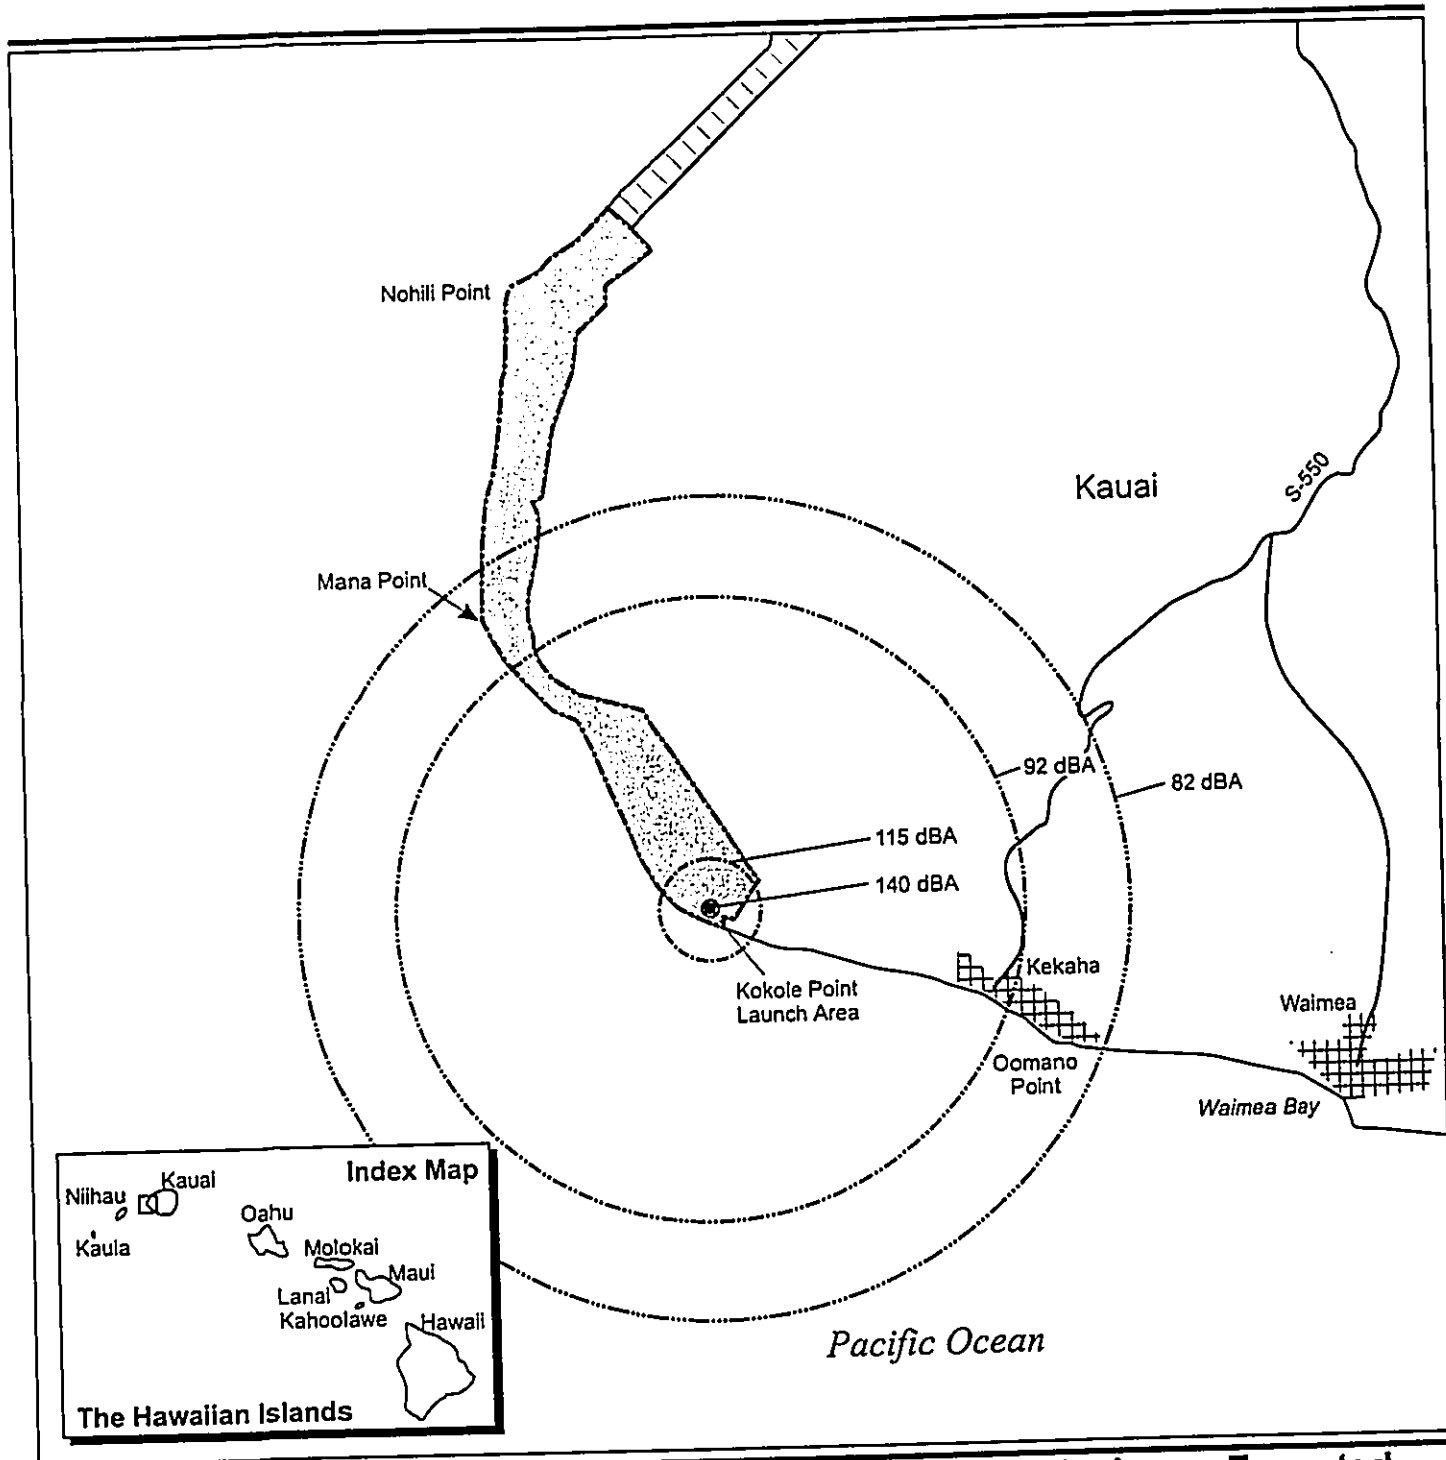 Nohili Point
Kauai
S-550
Mana Point
92 dBA
82 dBA
115 dBA
140 dBA
Kekaha
Kokole Point
Launch Area
Waimea
Oomano
Point
Waimea Bay
Index Map
Kauai
Niihau
Oahu
Kaula
Molokai
Maui
Lanai
Kahoolawe
Hawaii
Pacific Ocean
The Hawaiian Islands